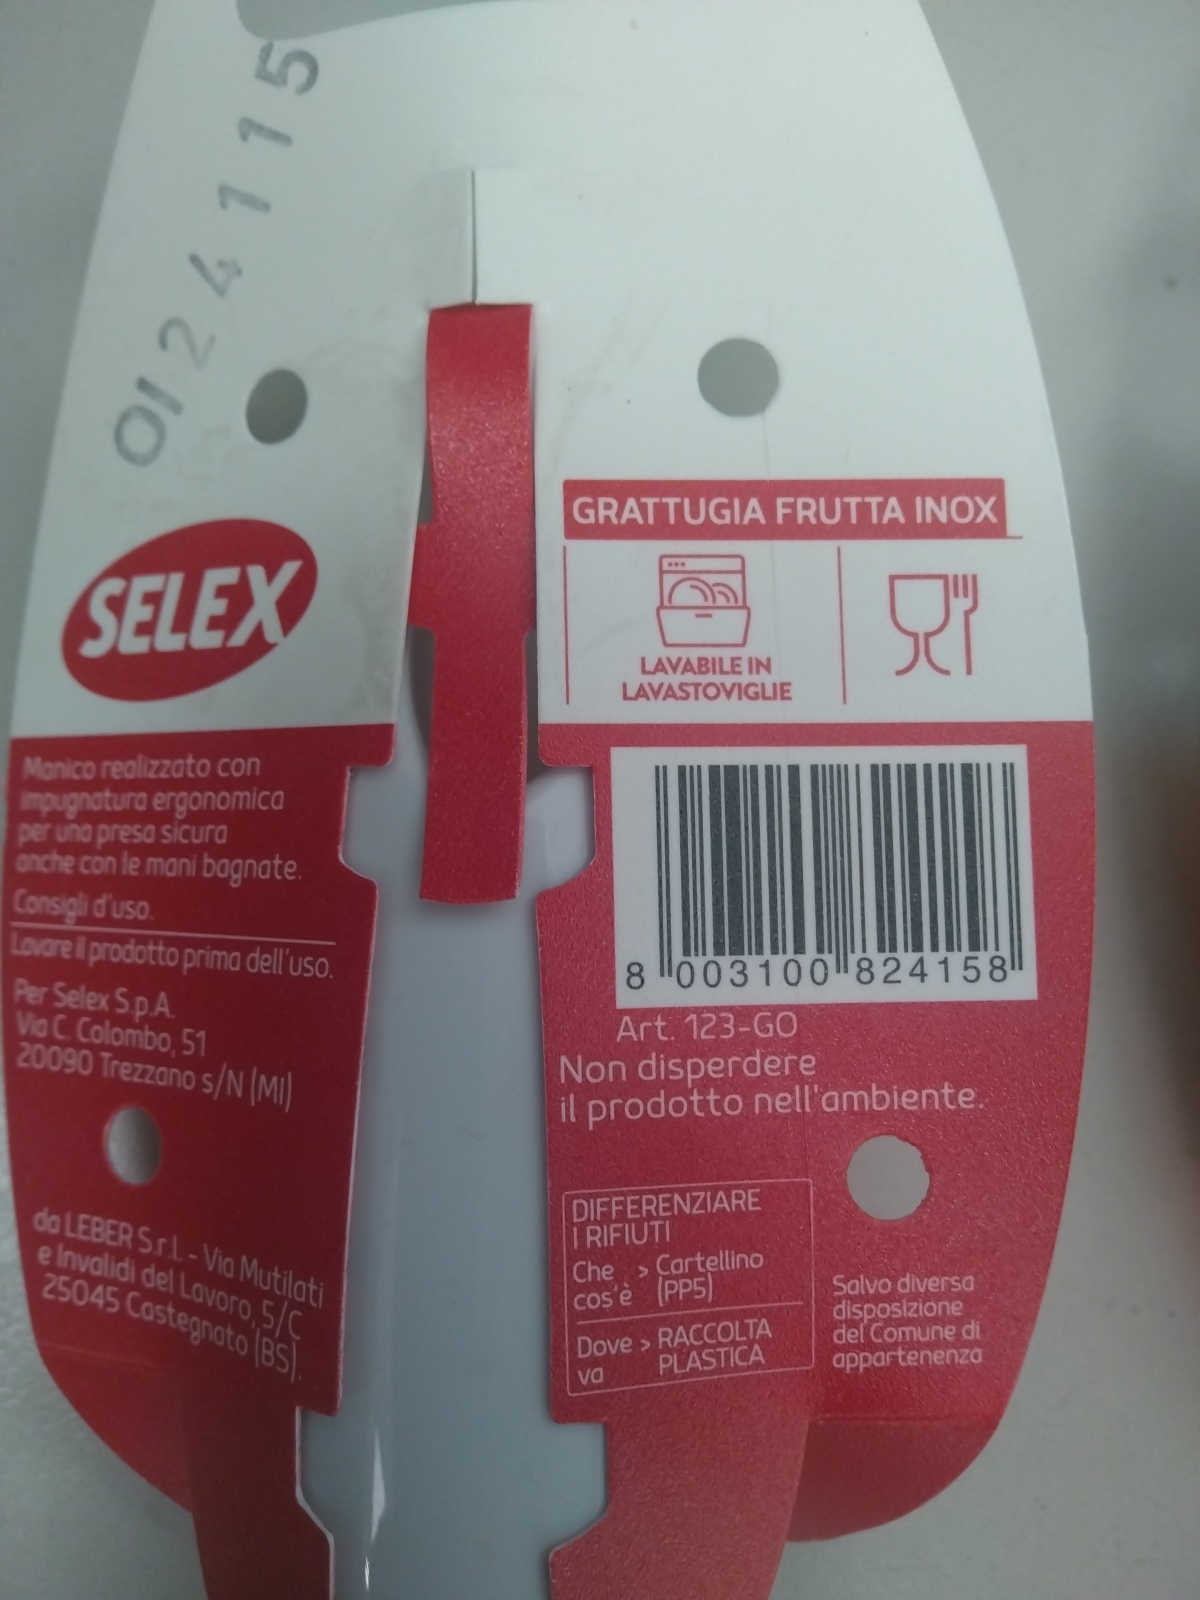 0124115
SELEX
GRATTUGIA FRUTTA INOX
LAVABILE IN
LAVASTOVIGLIE
Manico realizzato con
impugnatura ergonomica
per una presa sicura
anche con le mani bagnate.
Consigli d'uso.
Lavare il prodotto prima dell'uso.
Per Selex S.p.A.
Via C. Colombo, 51
20090 Trezzano s/N (MI)
da LEBER S.r.l. - Via Mutilati
e Invalidi del Lavoro, 5/C
25045 Castegnato (BS).
8 003100 824158
Art. 123-GO
Non disperdere
il prodotto nell'ambiente.
DIFFERENZIARE
I RIFIUTI
Che > Cartellino
cos'è (PP5)
Dove > RACCOLTA
va PLASTICA
Salvo diversa
disposizione
del Comune di
appartenenza